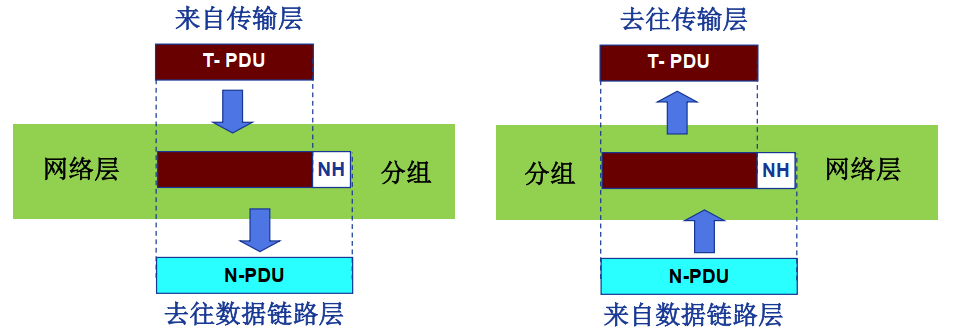 来自传输层
T- PDU
网络层
NH
分组
N-PDU
去往数据链路层
去往传输层
T- PDU
分组
NH
网络层
N-PDU
来自数据链路层